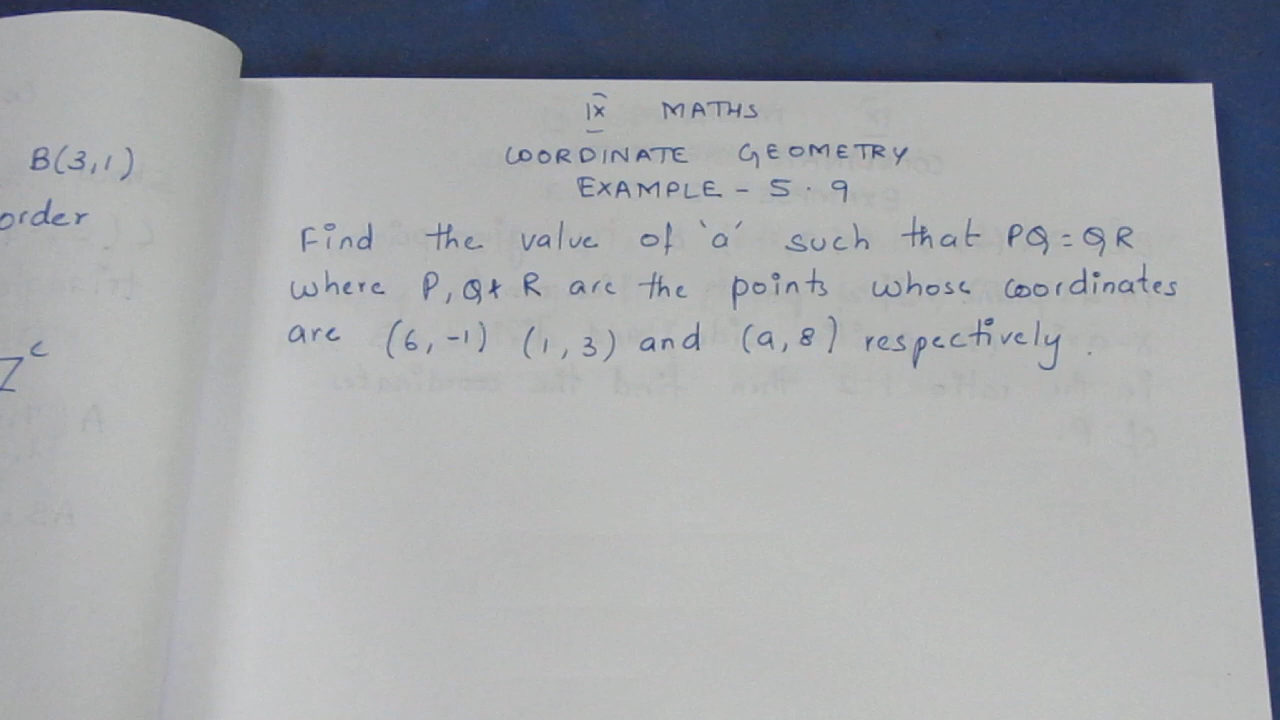 B(3,1)
order
IX MATHS
COORDINATE GEOMETRY
EXAMPLE - 5.9
Find the value of 'a' such that PQ = QR
where P, Q & R are the points whose coordinates
are (6, -1) (1, 3) and (a, 8) respectively.